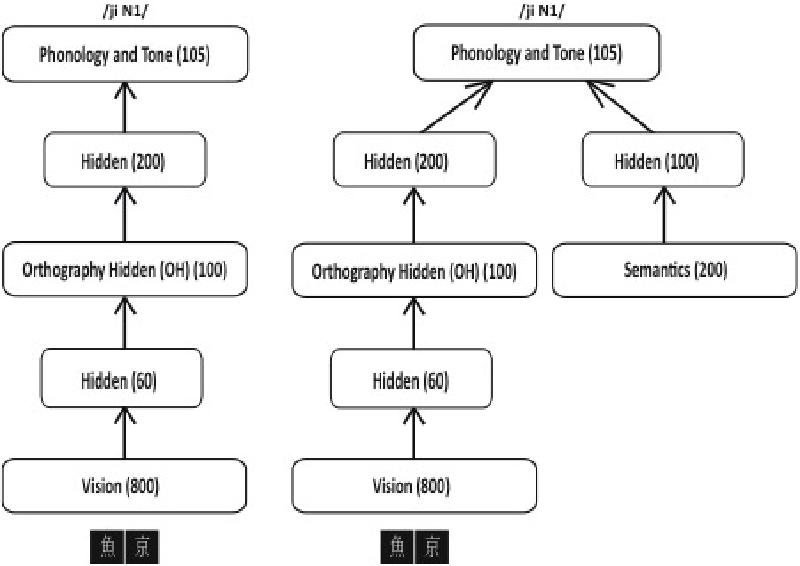 /ji N1/
Phonology and Tone (105)
Hidden (200)
Orthography Hidden (OH) (100)
Hidden (60)
Vision (800)
魚 京
/ji N1/
Phonology and Tone (105)
Hidden (200)
Hidden (100)
Orthography Hidden (OH) (100)
Semantics (200)
Hidden (60)
Vision (800)
魚 京